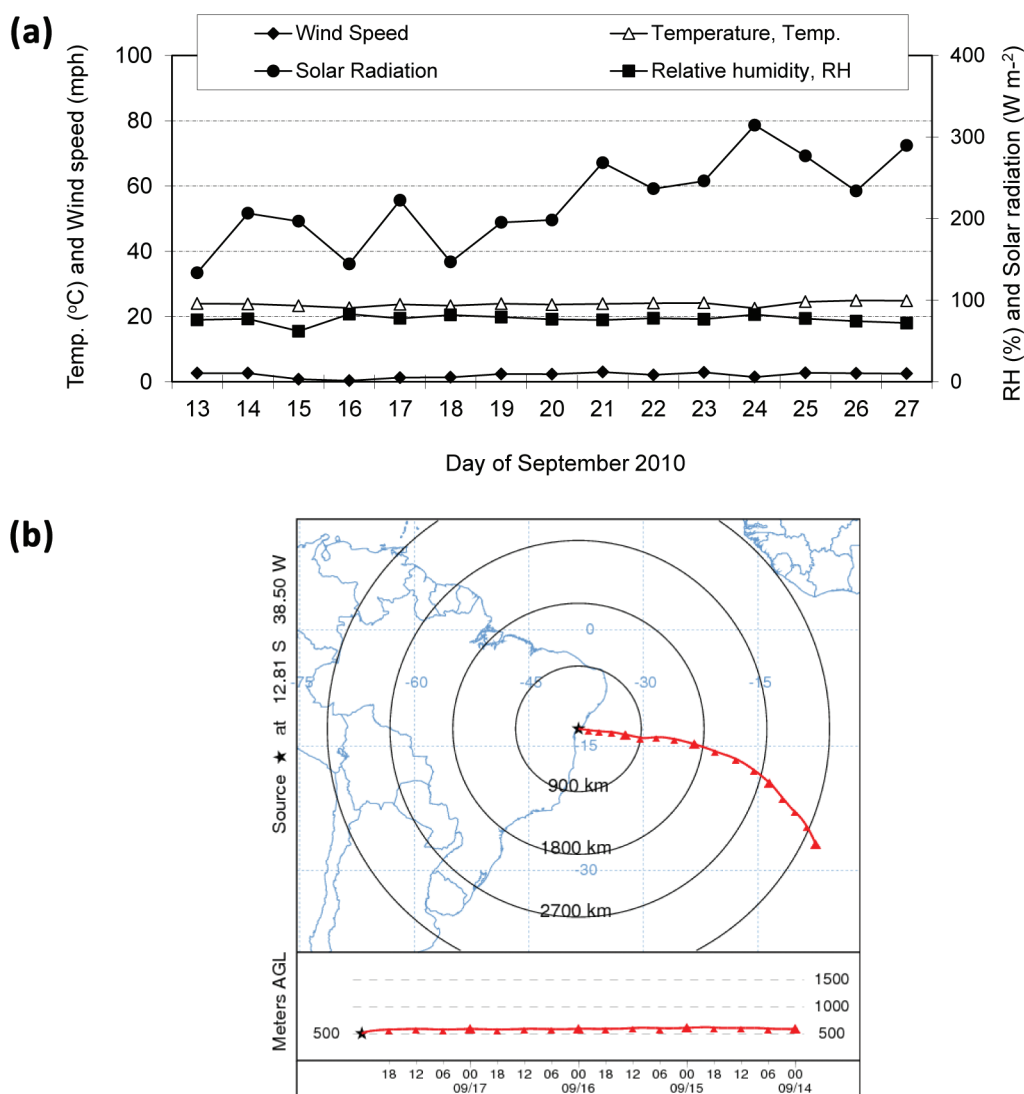 (a)
Wind Speed
Temperature, Temp.
Solar Radiation
Relative humidity, RH
Temp. (ºC) and Wind speed (mph)
100
80
60
40
20
0
400
300
200
100
0
RH (%) and Solar radiation (W m-2)
13 14 15 16 17 18 19 20 21 22 23 24 25 26 27
Day of September 2010
(b)
Source ★ at 12.81 S 38.50 W
0
-75 -60 -45 -30 -15
-15
900 km
1800 km
-30
2700 km
Meters AGL
1500
1000
500 500
18 12 06 00 18 12 06 00 18 12 06 00 18 12 06 00
09/17 09/16 09/15 09/14